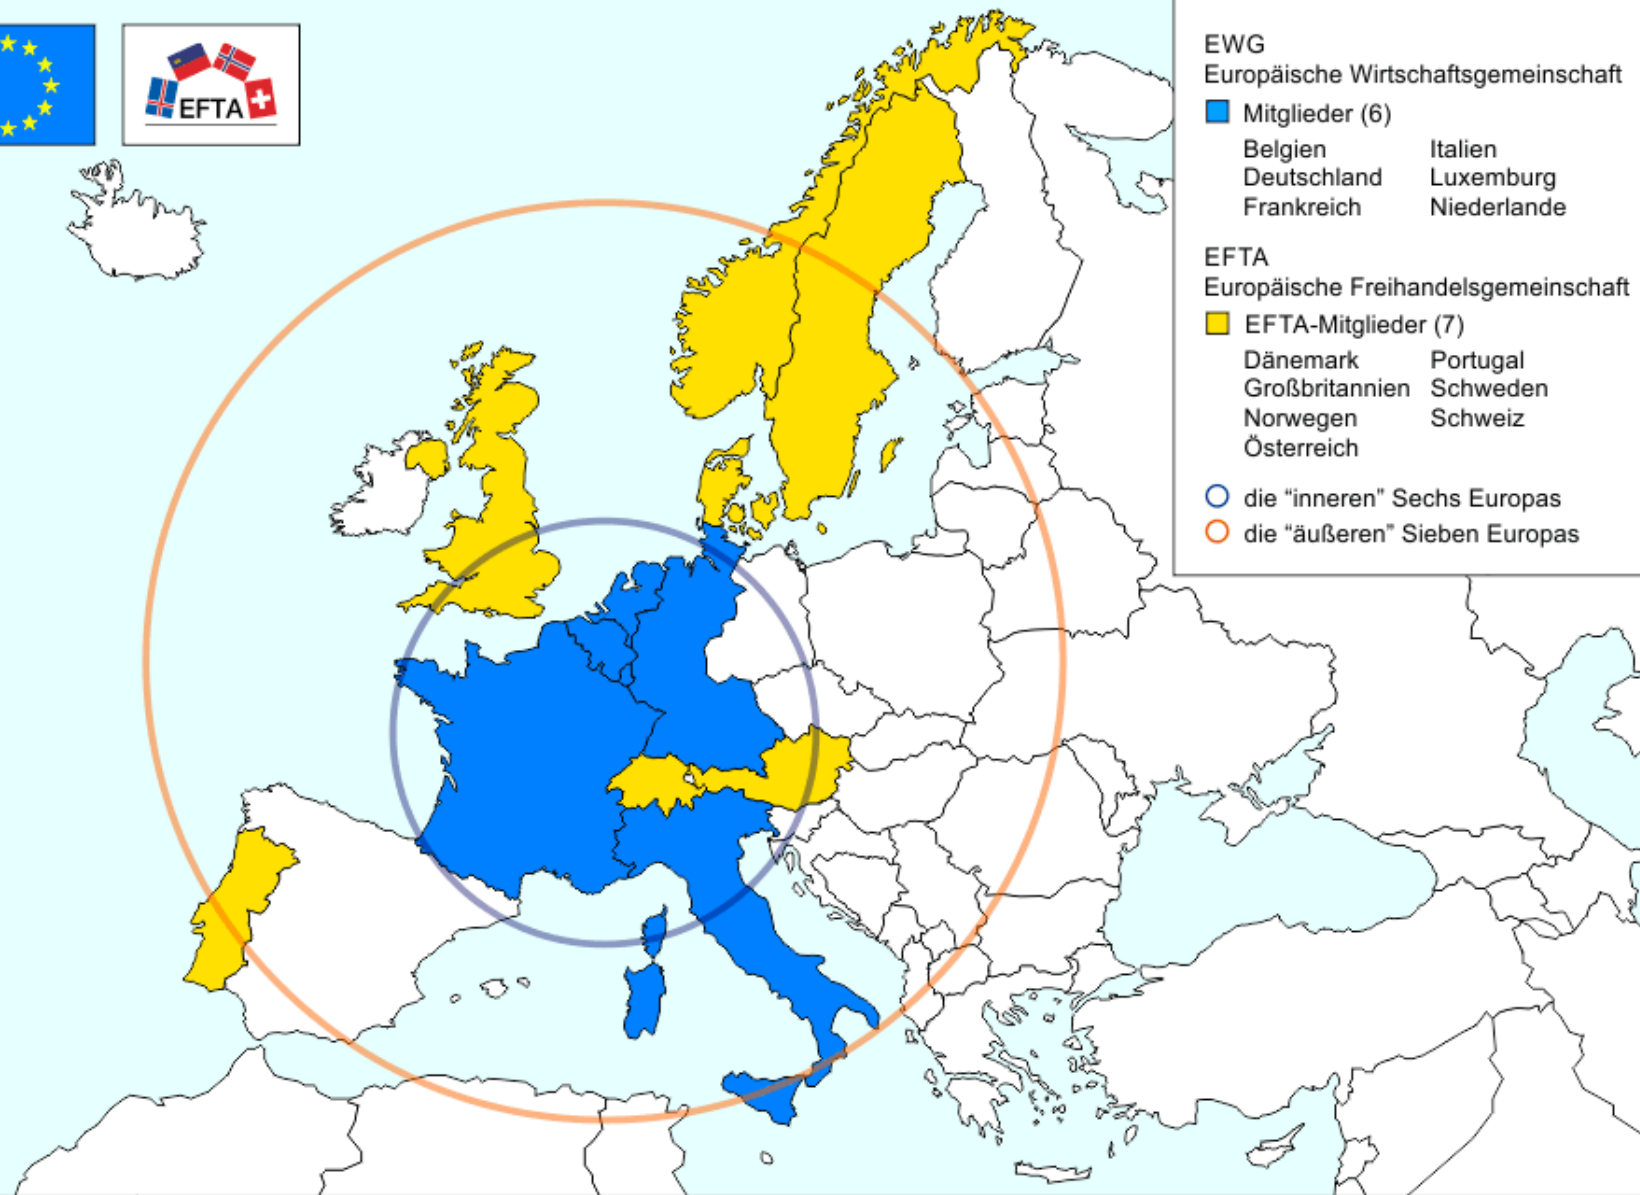 EFTA
EWG
Europäische Wirtschaftsgemeinschaft
Mitglieder (6)
Belgien Italien
Deutschland Luxemburg
Frankreich Niederlande
EFTA
Europäische Freihandelsgemeinschaft
EFTA-Mitglieder (7)
Dänemark Portugal
Großbritannien Schweden
Norwegen Schweiz
Österreich
die “inneren” Sechs Europas
die “äußeren” Sieben Europas